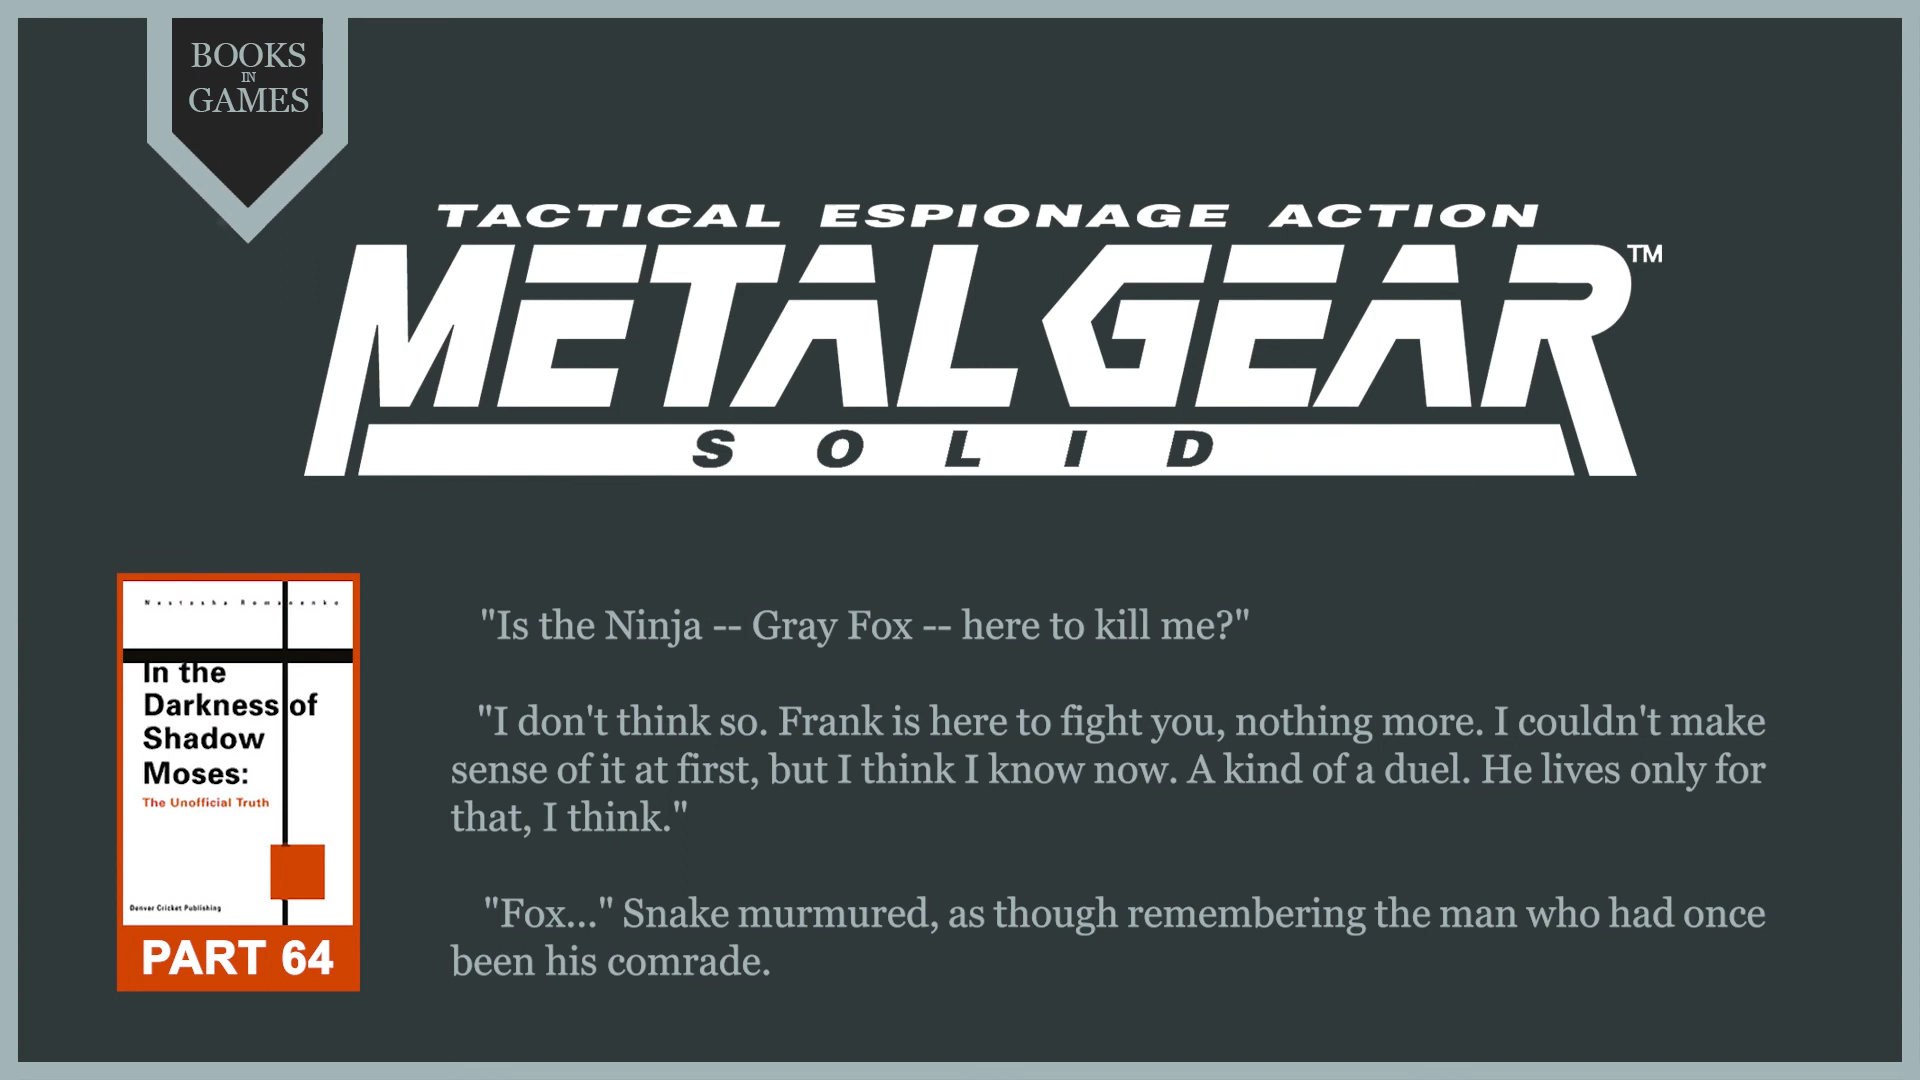 BOOKS
IN
GAMES
TACTICAL ESPIONAGE ACTION
METAL GEAR™
SOLID
Nastasha Romanenko
In the
Darkness of
Shadow
Moses:
The Unofficial Truth
Denver Cricket Publishing
PART 64
"Is the Ninja -- Gray Fox -- here to kill me?"
"I don't think so. Frank is here to fight you, nothing more. I couldn't make
sense of it at first, but I think I know now. A kind of a duel. He lives only for
that, I think."
"Fox..." Snake murmured, as though remembering the man who had once
been his comrade.